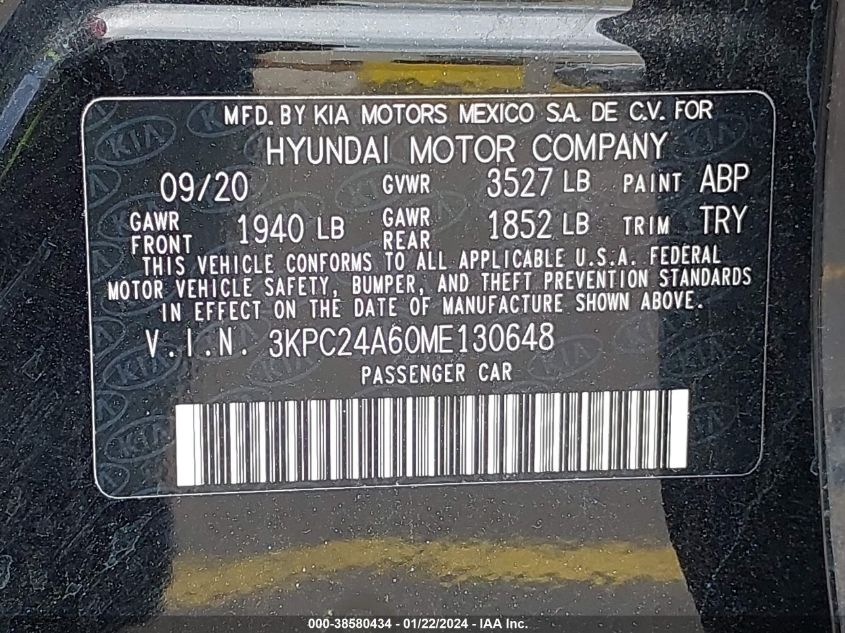 MFD. BY KIA MOTORS MEXICO S.A. DE C.V. FOR
HYUNDAI MOTOR COMPANY
09/20 GVWR 3527 LB PAINT ABP
GAWR FRONT 1940 LB GAWR REAR 1852 LB TRIM TRY
THIS VEHICLE CONFORMS TO ALL APPLICABLE U.S.A. FEDERAL
MOTOR VEHICLE SAFETY, BUMPER, AND THEFT PREVENTION STANDARDS
IN EFFECT ON THE DATE OF MANUFACTURE SHOWN ABOVE.
V.I.N. 3KPC24A60ME130648
PASSENGER CAR
000-38580434 - 01/22/2024 - IAA, Inc.